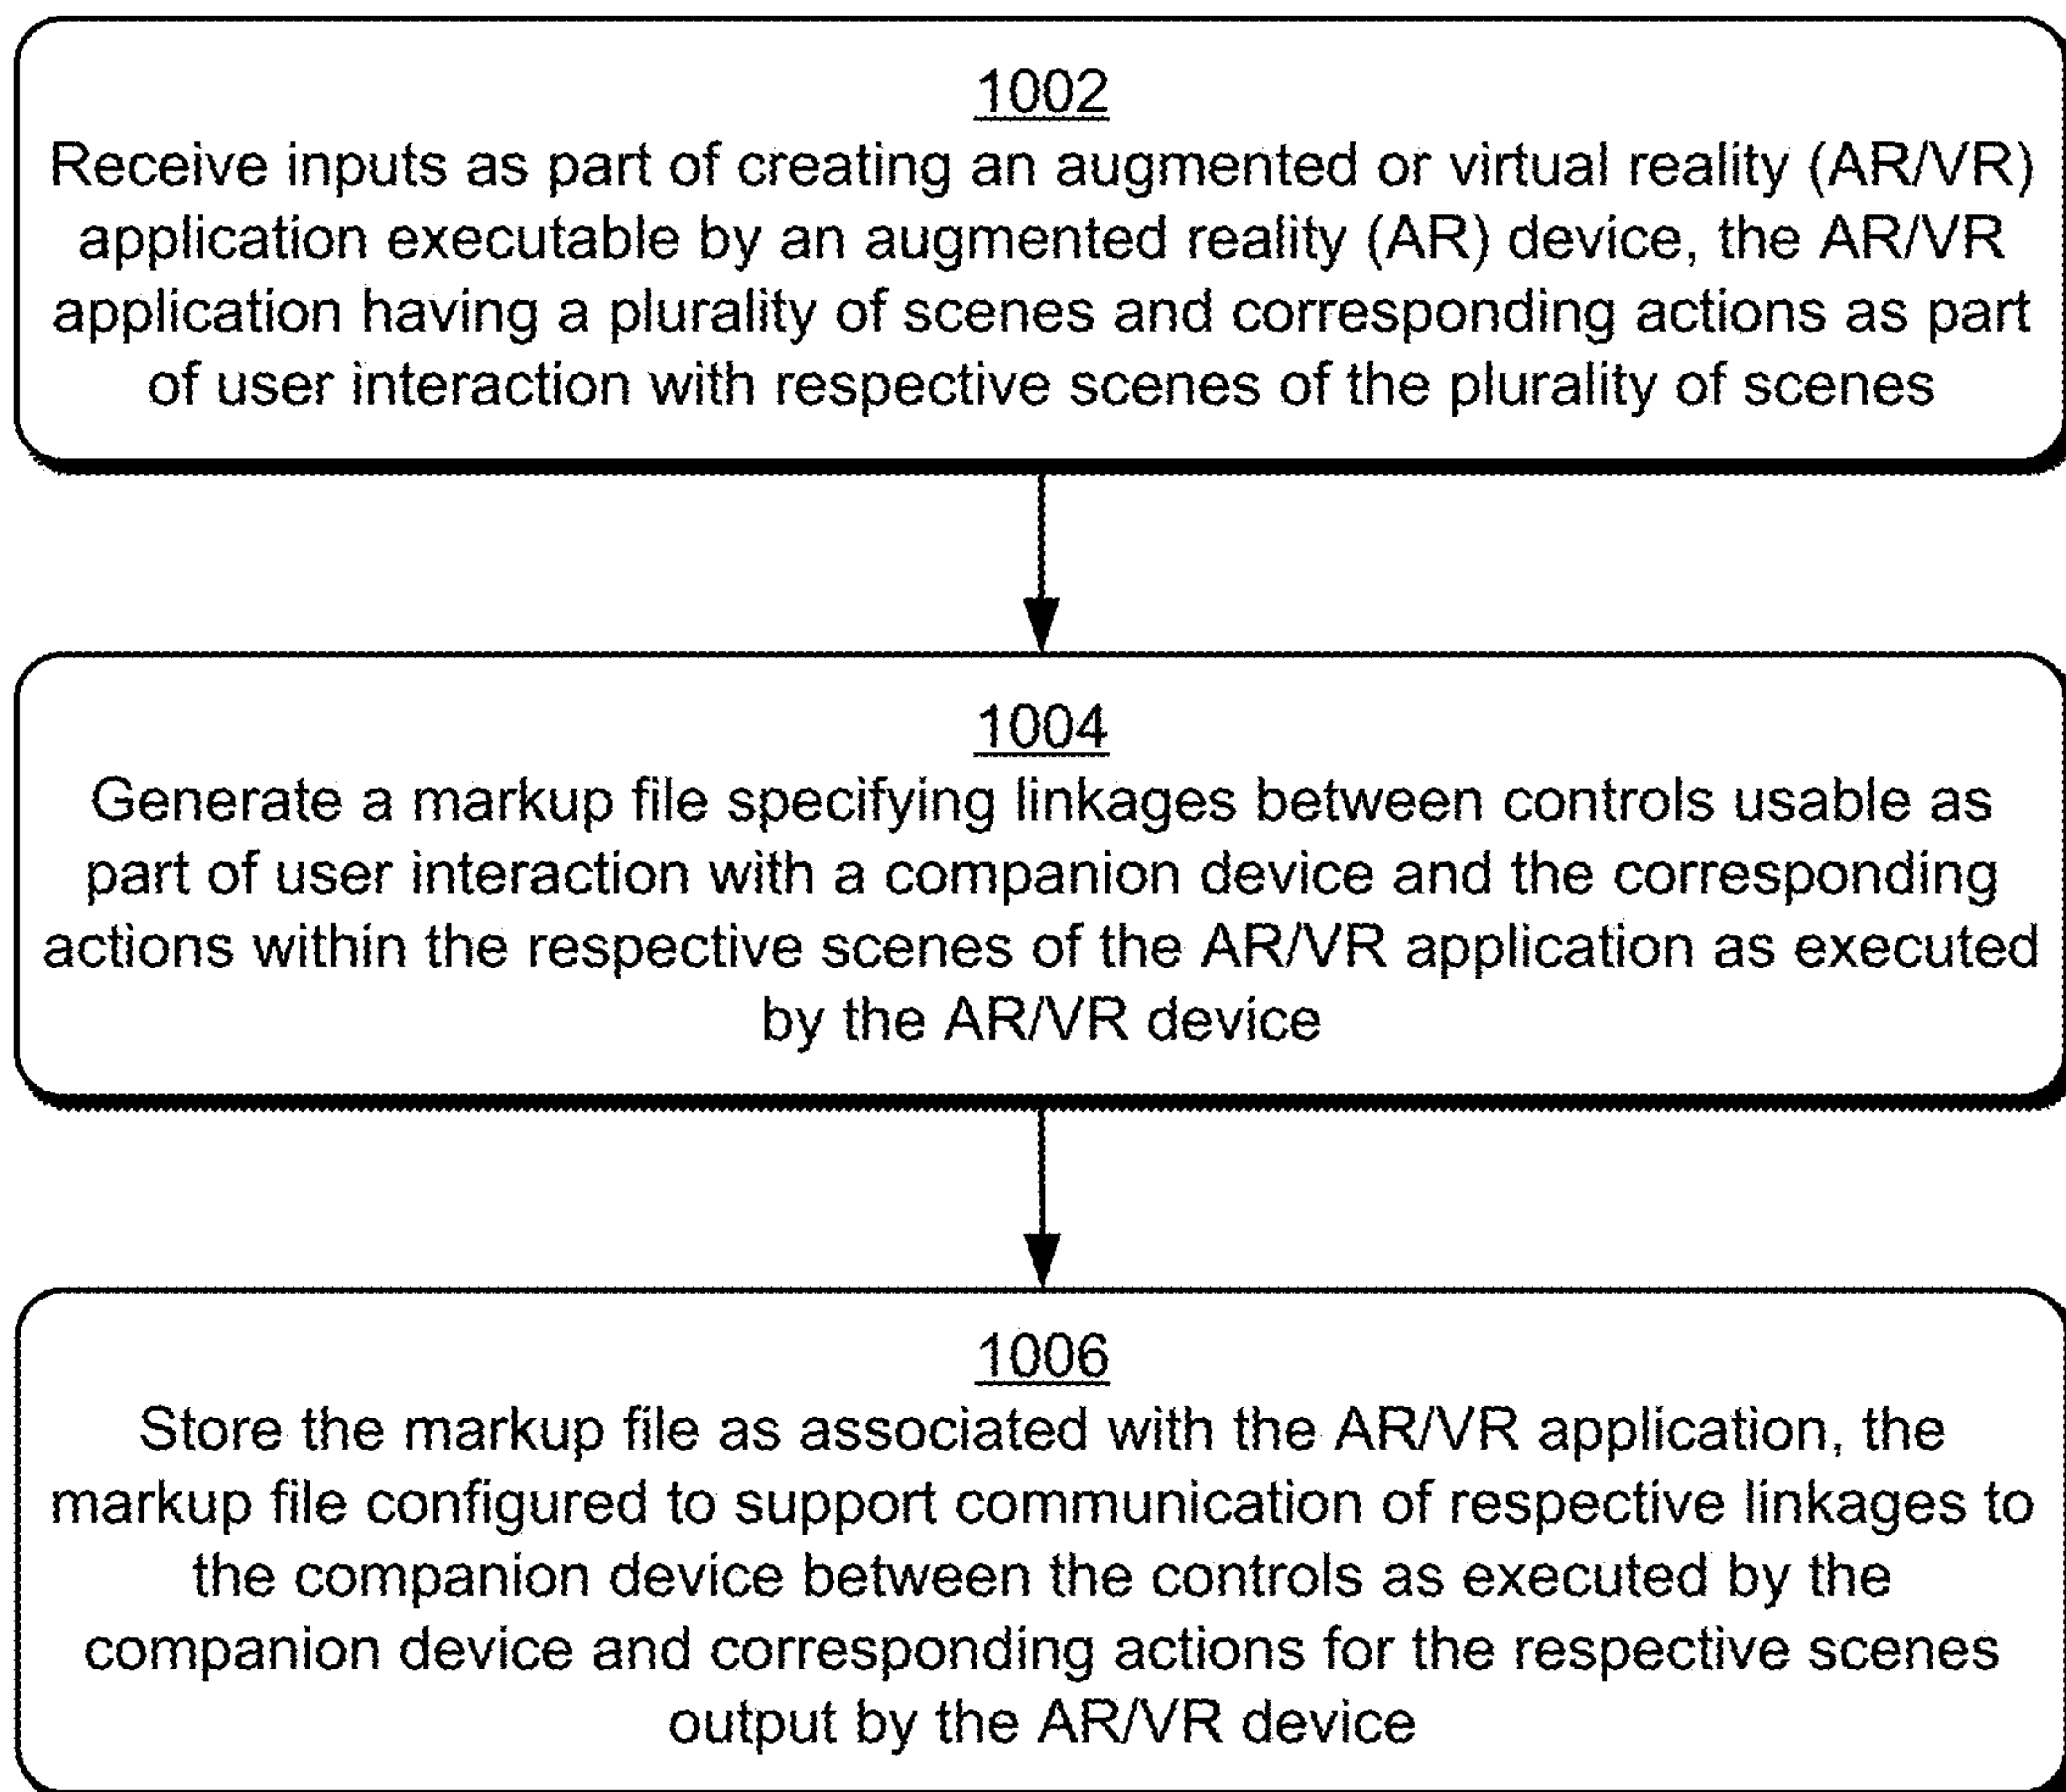 1002
Receive inputs as part of creating an augmented or virtual reality (AR/VR)
application executable by an augmented reality (AR) device, the AR/VR
application having a plurality of scenes and corresponding actions as part
of user interaction with respective scenes of the plurality of scenes
1004
Generate a markup file specifying linkages between controls usable as
part of user interaction with a companion device and the corresponding
actions within the respective scenes of the AR/VR application as executed
by the AR/VR device
1006
Store the markup file as associated with the AR/VR application, the
markup file configured to support communication of respective linkages to
the companion device between the controls as executed by the
companion device and corresponding actions for the respective scenes
output by the AR/VR device